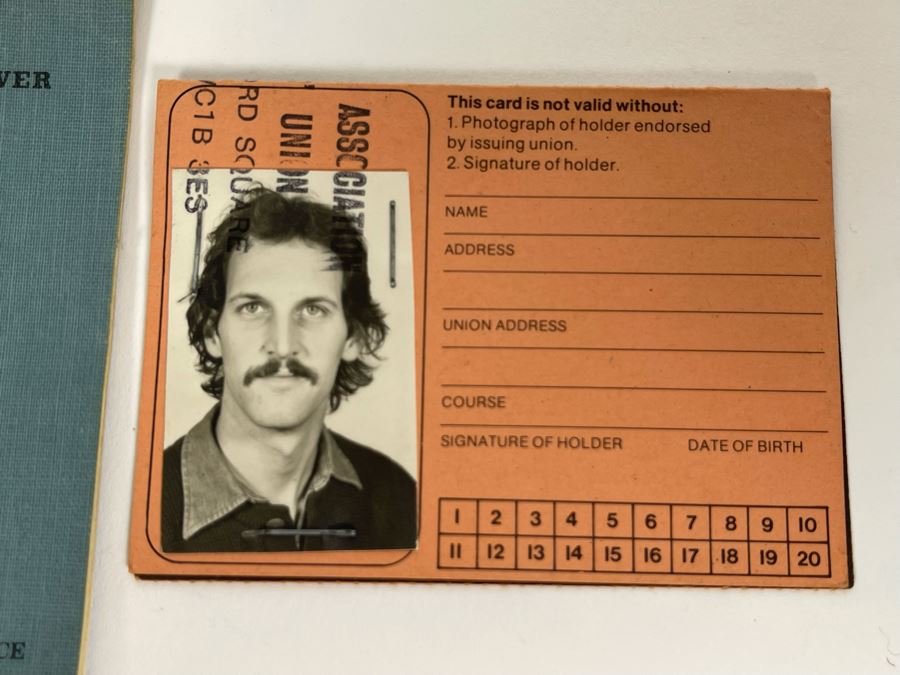 VER
CE
ASSOCIATION
UNION
RD SQUARE
WC1B 3ES
This card is not valid without:
1. Photograph of holder endorsed
by issuing union.
2. Signature of holder.
NAME
ADDRESS
UNION ADDRESS
COURSE
SIGNATURE OF HOLDER DATE OF BIRTH
1 2 3 4 5 6 7 8 9 10
11 12 13 14 15 16 17 18 19 20